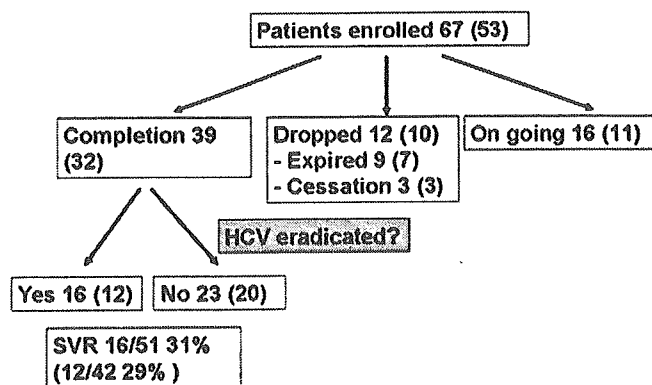 Patients enrolled 67 (53)
Completion 39
(32)
Dropped 12 (10)
- Expired 9 (7)
- Cessation 3 (3)
On going 16 (11)
HCV eradicated?
Yes 16 (12)
No 23 (20)
SVR 16/51 31%
(12/42 29% )